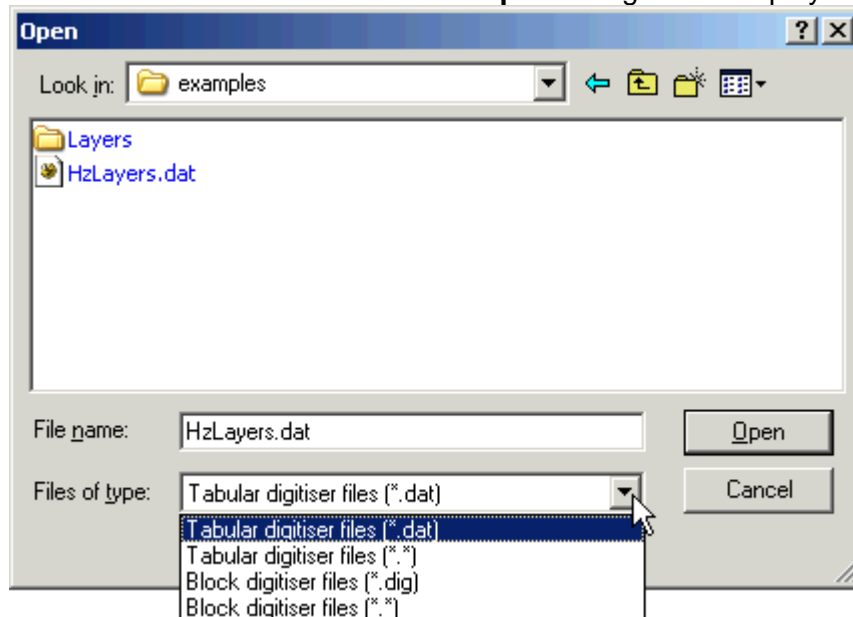 Open
Look in: examples
Layers
HzLayers.dat
File name: HzLayers.dat Open
Files of type: Tabular digitiser files (*.dat) Cancel
Tabular digitiser files (*.dat)
Tabular digitiser files (*.*)
Block digitiser files (*.dig)
Block digitiser files (*.*)